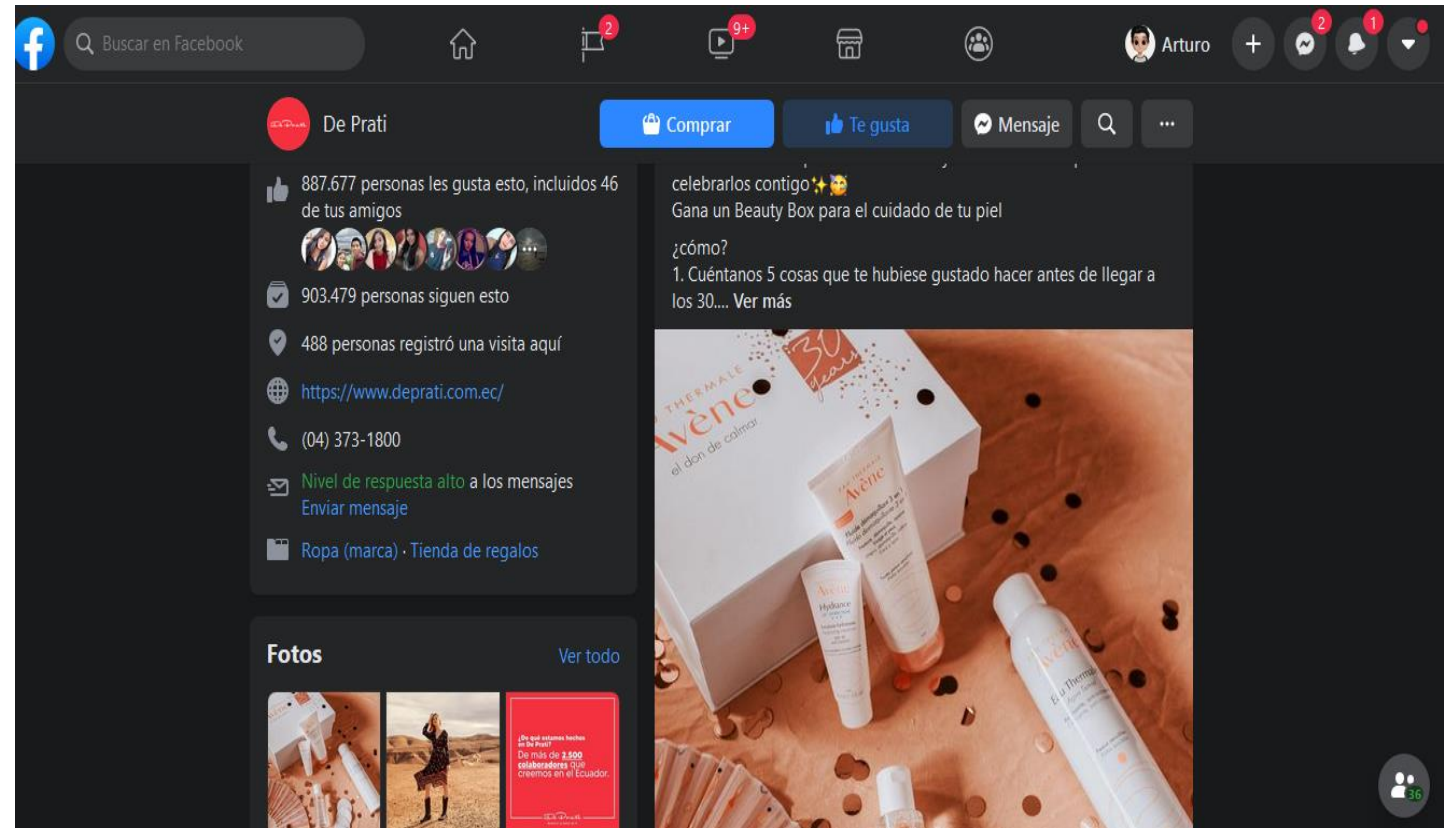 Buscar en Facebook
2
9+
Arturo
2
1
De Prati
Comprar
Te gusta
Mensaje
887.677 personas les gusta esto, incluidos 46
de tus amigos
903.479 personas siguen esto
488 personas registró una visita aquí
https://www.deprati.com.ec/
(04) 373-1800
Nivel de respuesta alto a los mensajes
Enviar mensaje
Ropa (marca) · Tienda de regalos
Fotos
Ver todo
¿De qué estamos hechos
en De Prati?
De más de 2.500
colaboradores que
creemos en el Ecuador.
celebrarlos contigo✨🥳
Gana un Beauty Box para el cuidado de tu piel
¿cómo?
1. Cuéntanos 5 cosas que te hubiese gustado hacer antes de llegar a
los 30.... Ver más
THERMALE
Avène
el don de calmar
30
years
Avène
Avène
Hydrance
Avène
Eau Thermale
36